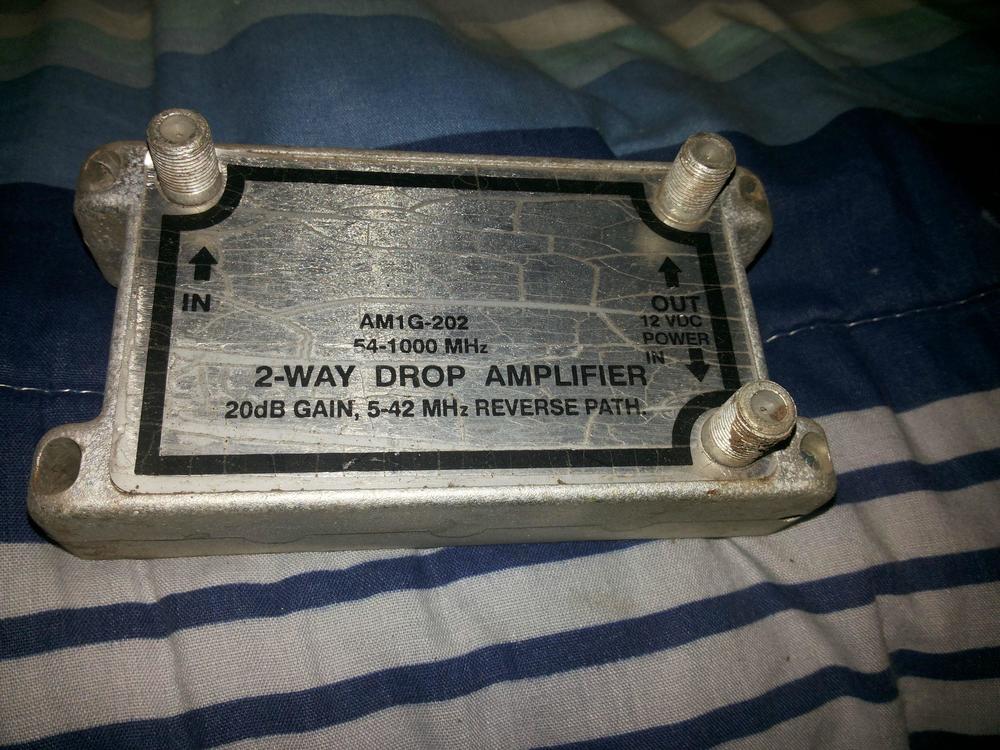 IN
OUT
12 VDC
POWER
IN
AM1G-202
54-1000 MHz
2-WAY DROP AMPLIFIER
20dB GAIN, 5-42 MHz REVERSE PATH.